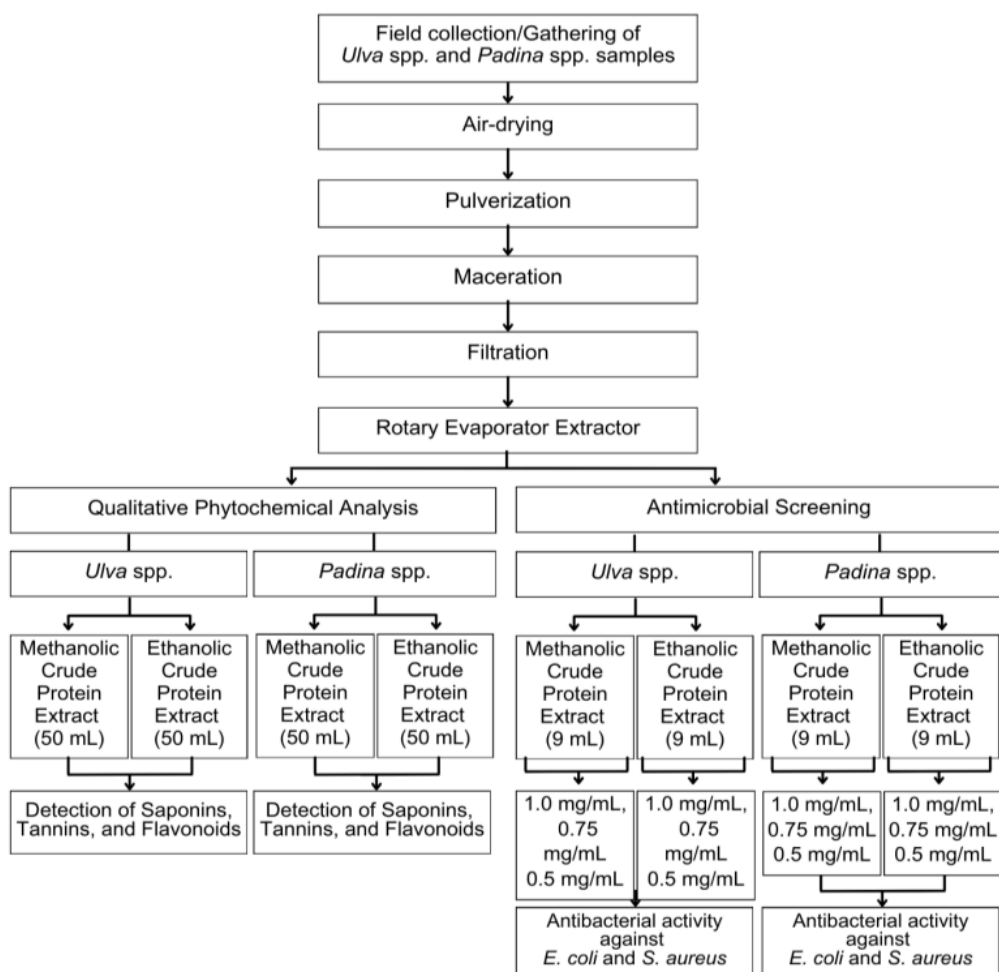 Field collection/Gathering of
Ulva spp. and Padina spp. samples
Air-drying
Pulverization
Maceration
Filtration
Rotary Evaporator Extractor
Qualitative Phytochemical Analysis
Ulva spp.
Padina spp.
Methanolic
Crude
Protein
Extract
(50 mL)
Ethanolic
Crude
Protein
Extract
(50 mL)
Methanolic
Crude
Protein
Extract
(50 mL)
Ethanolic
Crude
Protein
Extract
(50 mL)
Detection of Saponins,
Tannins, and Flavonoids
Detection of Saponins,
Tannins, and Flavonoids
Antimicrobial Screening
Ulva spp.
Padina spp.
Methanolic
Crude
Protein
Extract
(9 mL)
Ethanolic
Crude
Protein
Extract
(9 mL)
Methanolic
Crude
Protein
Extract
(9 mL)
Ethanolic
Crude
Protein
Extract
(9 mL)
1.0 mg/mL,
0.75
mg/mL
0.5 mg/mL
1.0 mg/mL,
0.75
mg/mL
0.5 mg/mL
1.0 mg/mL,
0.75 mg/mL
0.5 mg/mL
1.0 mg/mL,
0.75 mg/mL
0.5 mg/mL
Antibacterial activity
against
E. coli and S. aureus
Antibacterial activity
against
E. coli and S. aureus